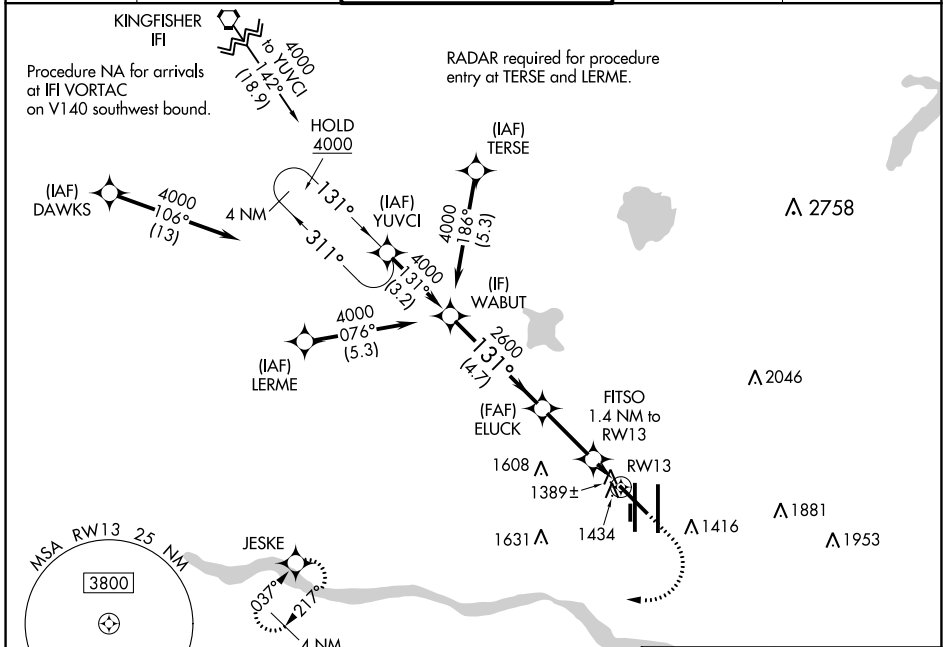 KINGFISHER
IFI
4000
to YUVCI
142°
(18.9)
Procedure NA for arrivals
at IFI VORTAC
on V140 southwest bound.
RADAR required for procedure
entry at TERSE and LERME.
HOLD
4000
(IAF)
TERSE
(IAF)
DAWKS
4000
106°
(13)
4 NM
131°
311°
(IAF)
YUVCI
4000
186°
(5.3)
2758
4000
131°
(3.2)
(IF)
WABUT
4000
076°
(5.3)
(IAF)
LERME
2600
131°
(4.7)
2046
(FAF)
ELUCK
FITSO
1.4 NM to
RW13
1608
RW13
1389±
1434
1631
1416
1881
1953
MSA RW13 25 NM
3800
JESKE
037°
217°
4 NM